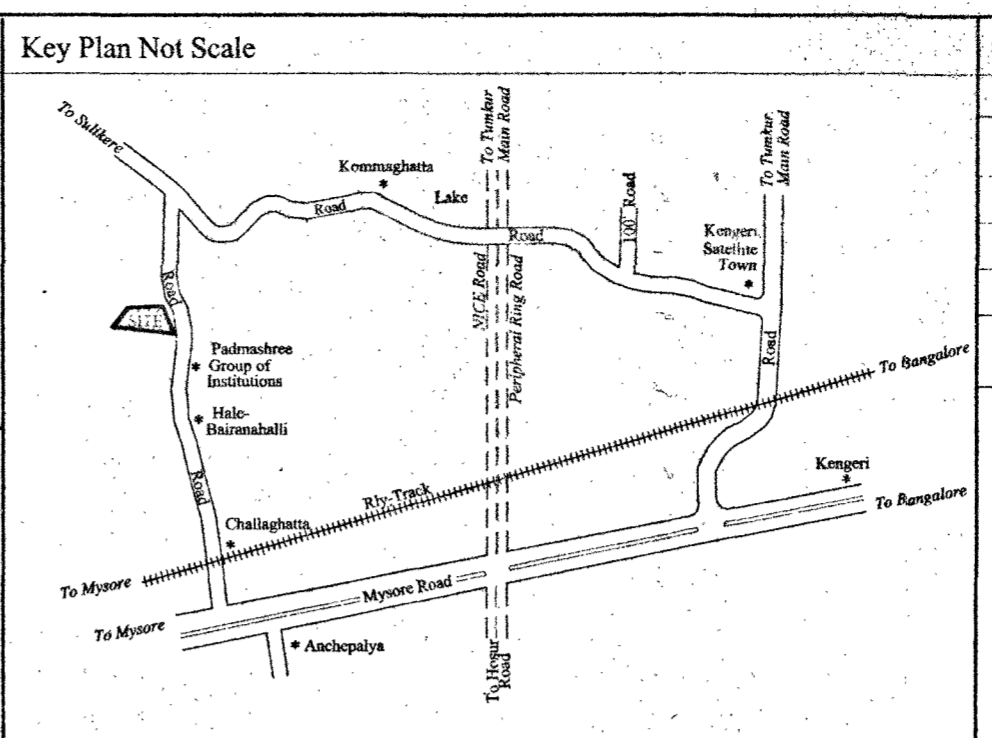 Key Plan Not Scale
To Sulikere
Kommaghatta
Lake
To Tumkur
Main Road
To Tumkur
Main Road
Road
Road
100' Road
Kengeri
Satellite
Town
Road
SITE
NICE Road
Peripheral Ring Road
Road
Padmashree
Group of
Institutions
To Bangalore
Hale-
Bairanahalli
Road
Rly-Track
Kengeri
Challaghatta
To Bangalore
To Mysore
Mysore Road
To Mysore
Anchepalya
To Hosur
Road